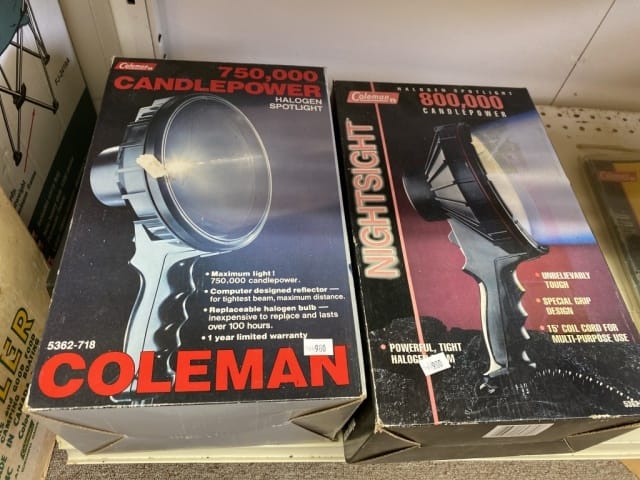 Coleman
750,000
CANDLEPOWER
HALOGEN
SPOTLIGHT
• Maximum light!
750,000 candlepower.
• Computer designed reflector —
for tightest beam, maximum distance.
• Replaceable halogen bulb —
inexpensive to replace and lasts
over 100 hours.
• 1 year limited warranty
5362-718
COLEMAN
Coleman
HALOGEN SPOTLIGHT
800,000
CANDLEPOWER
NIGHTSIGHT
• UNBELIEVABLY
TOUGH
• SPECIAL GRIP
DESIGN
• 15' COIL CORD FOR
MULTI-PURPOSE USE
• POWERFUL, TIGHT